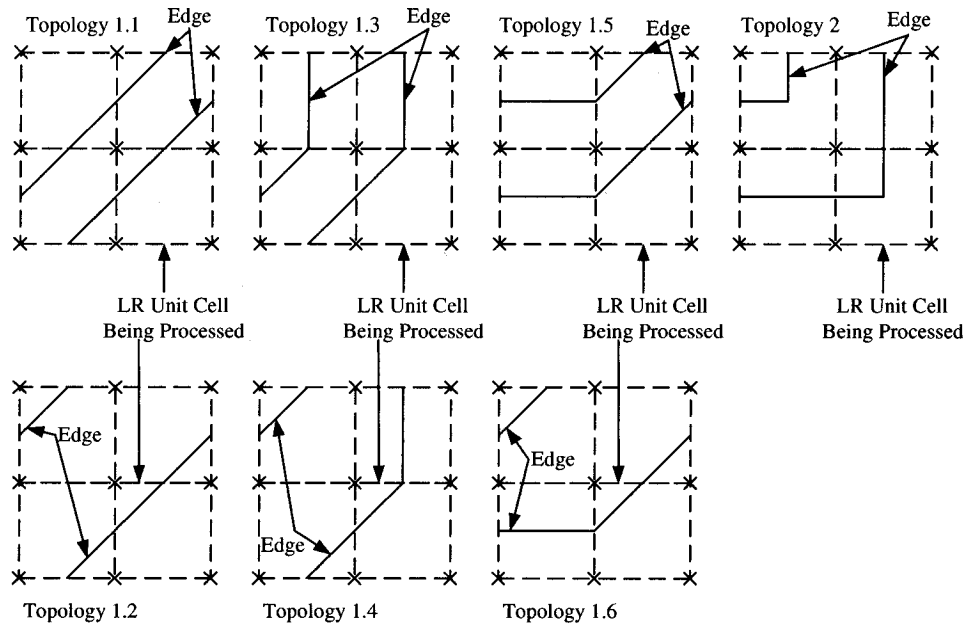 Edge
Edge
Topology 1.1
Topology 1.3
Topology 1.5
Edge
Topology 2
Edge
LR Unit Cell
Being Processed
LR Unit Cell
Being Processed
LR Unit Cell
Being Processed
LR Unit Cell
Being Processed
Edge
Edge
Edge
Topology 1.2
Topology 1.4
Topology 1.6